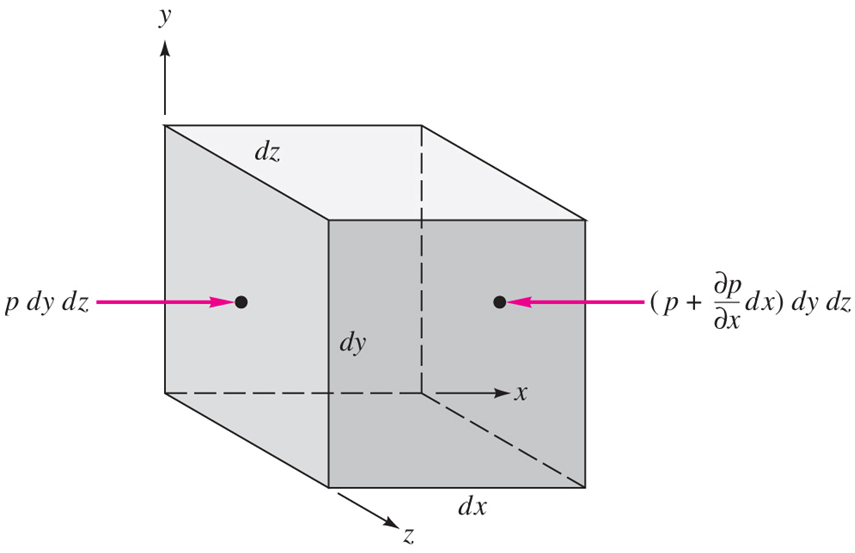 y
dz
p dy dz
(p + ∂p/∂x dx) dy dz
dy
x
dx
z